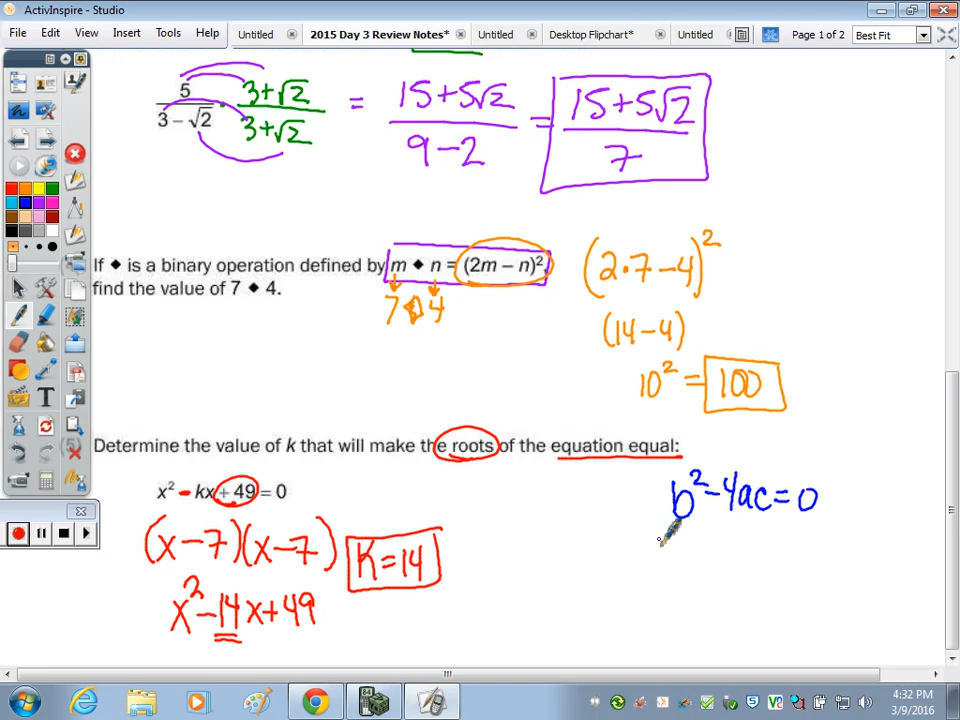 ActivInspire - Studio
File Edit View Insert Tools Help Untitled 2015 Day 3 Review Notes* Untitled Desktop Flipchart* Untitled Page 1 of 2 Best Fit
5/(3 – √2) · (3+√2)/(3+√2) = (15+5√2)/(9-2) = (15+5√2)/7
If ◆ is a binary operation defined by m ◆ n = (2m – n)²,
find the value of 7 ◆ 4.
7 ◆ 4
(2·7-4)²
(14-4)
10² = 100
(5)
Determine the value of k that will make the roots of the equation equal:
x² - kx + 49 = 0
(x-7)(x-7) K=14
x²-14x+49
b²-4ac=0
84
V2
4:32 PM
3/9/2016